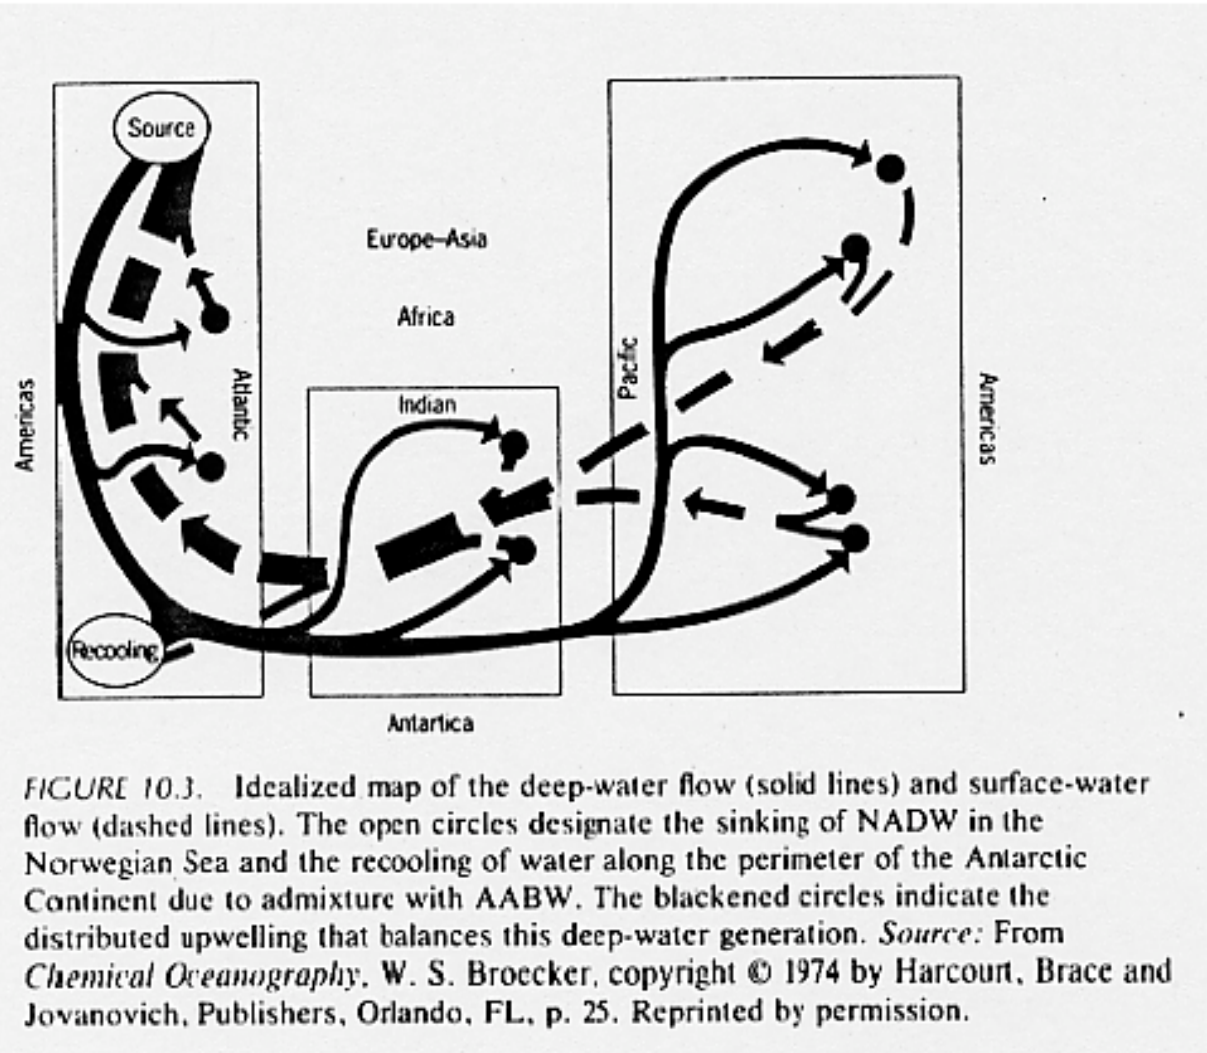 Source
Europe–Asia
Africa
Americas
Atlantic
Indian
Pacific
Americas
Recooling
Antartica
FIGURE 10.3. Idealized map of the deep-water flow (solid lines) and surface-water
flow (dashed lines). The open circles designate the sinking of NADW in the
Norwegian Sea and the recooling of water along the perimeter of the Antarctic
Continent due to admixture with AABW. The blackened circles indicate the
distributed upwelling that balances this deep-water generation. Source: From
Chemical Oceanography, W. S. Broecker, copyright © 1974 by Harcourt, Brace and
Jovanovich, Publishers, Orlando, FL, p. 25. Reprinted by permission.